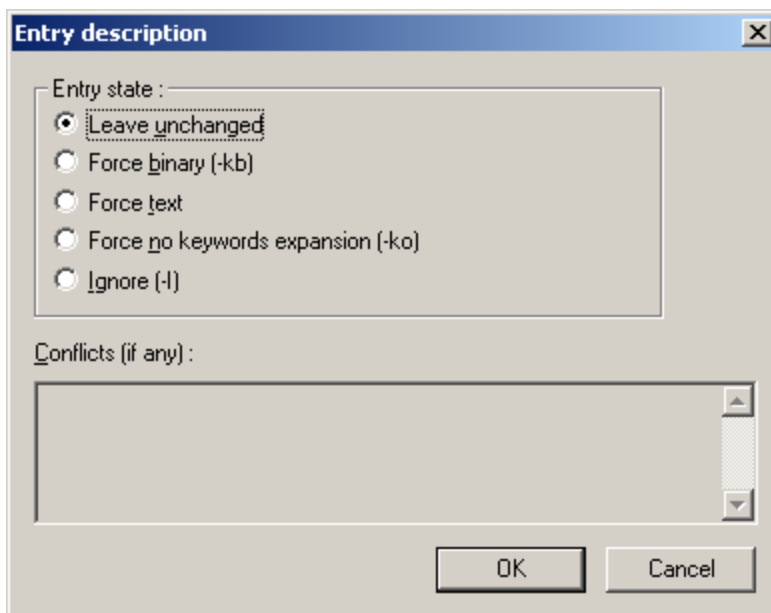 Entry description
Entry state :
Leave unchanged
Force binary (-kb)
Force text
Force no keywords expansion (-ko)
Ignore (-I)
Conflicts (if any) :
OK
Cancel